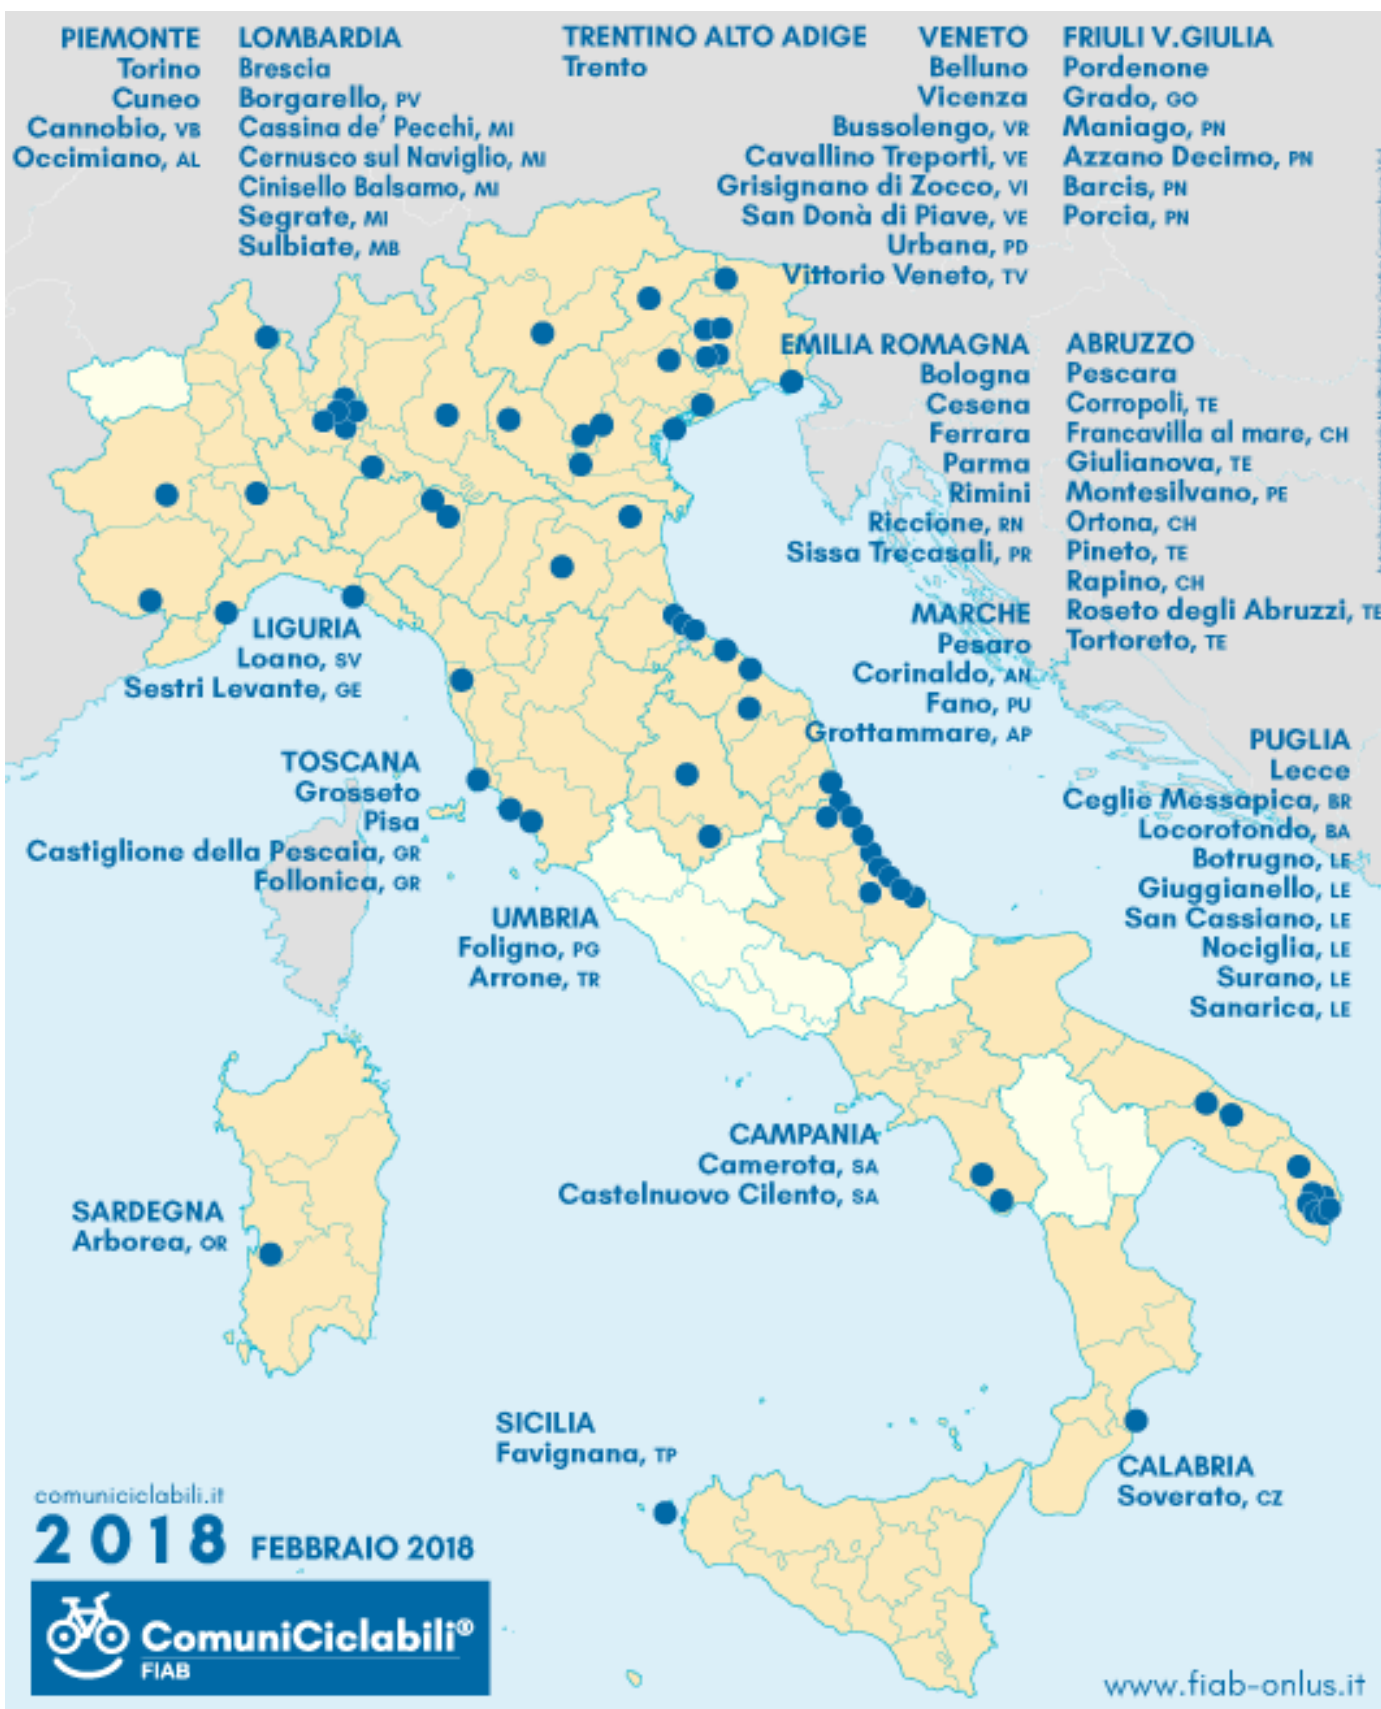 PIEMONTE
Torino
Cuneo
Cannobio, VB
Occimiano, AL
LOMBARDIA
Brescia
Borgarello, PV
Cassina de' Pecchi, MI
Cernusco sul Naviglio, MI
Cinisello Balsamo, MI
Segrate, MI
Sulbiate, MB
TRENTINO ALTO ADIGE
Trento
VENETO
Belluno
Vicenza
Bussolengo, VR
Cavallino Treporti, VE
Grisignano di Zocco, VI
San Donà di Piave, VE
Urbana, PD
Vittorio Veneto, TV
FRIULI V.GIULIA
Pordenone
Grado, GO
Maniago, PN
Azzano Decimo, PN
Barcis, PN
Porcia, PN
EMILIA ROMAGNA
Bologna
Cesena
Ferrara
Parma
Rimini
Riccione, RN
Sissa Trecasali, PR
ABRUZZO
Pescara
Corropoli, TE
Francavilla al mare, CH
Giulianova, TE
Montesilvano, PE
Ortona, CH
Pineto, TE
Rapino, CH
Roseto degli Abruzzi, TE
Tortoreto, TE
MARCHE
Pesaro
Corinaldo, AN
Fano, PU
Grottammare, AP
LIGURIA
Loano, SV
Sestri Levante, GE
TOSCANA
Grosseto
Pisa
Castiglione della Pescaia, GR
Follonica, GR
PUGLIA
Lecce
Ceglie Messapica, BR
Locorotondo, BA
Botrugno, LE
Giuggianello, LE
San Cassiano, LE
Nociglia, LE
Surano, LE
Sanarica, LE
UMBRIA
Foligno, PG
Arrone, TR
CAMPANIA
Camerota, SA
Castelnuovo Cilento, SA
SARDEGNA
Arborea, OR
SICILIA
Favignana, TP
CALABRIA
Soverato, CZ
comuniciclabili.it
2018 FEBBRAIO 2018
ComuniCiclabili®
FIAB
www.fiab-onlus.it